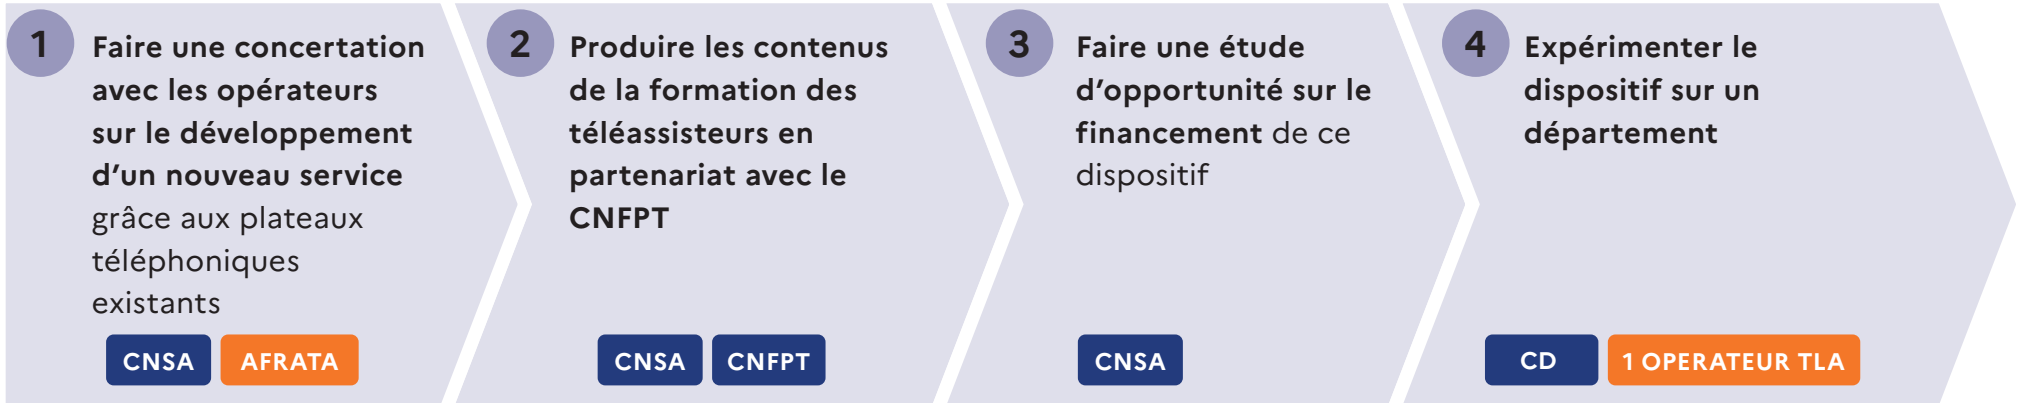 1
Faire une concertation
avec les opérateurs
sur le développement
d’un nouveau service
grâce aux plateaux
téléphoniques
existants
CNSA
AFRATA
2
Produire les contenus
de la formation des
téléassisteurs en
partenariat avec le
CNFPT
CNSA
CNFPT
3
Faire une étude
d’opportunité sur le
financement de ce
dispositif
CNSA
4
Expérimenter le
dispositif sur un
département
CD
1 OPERATEUR TLA